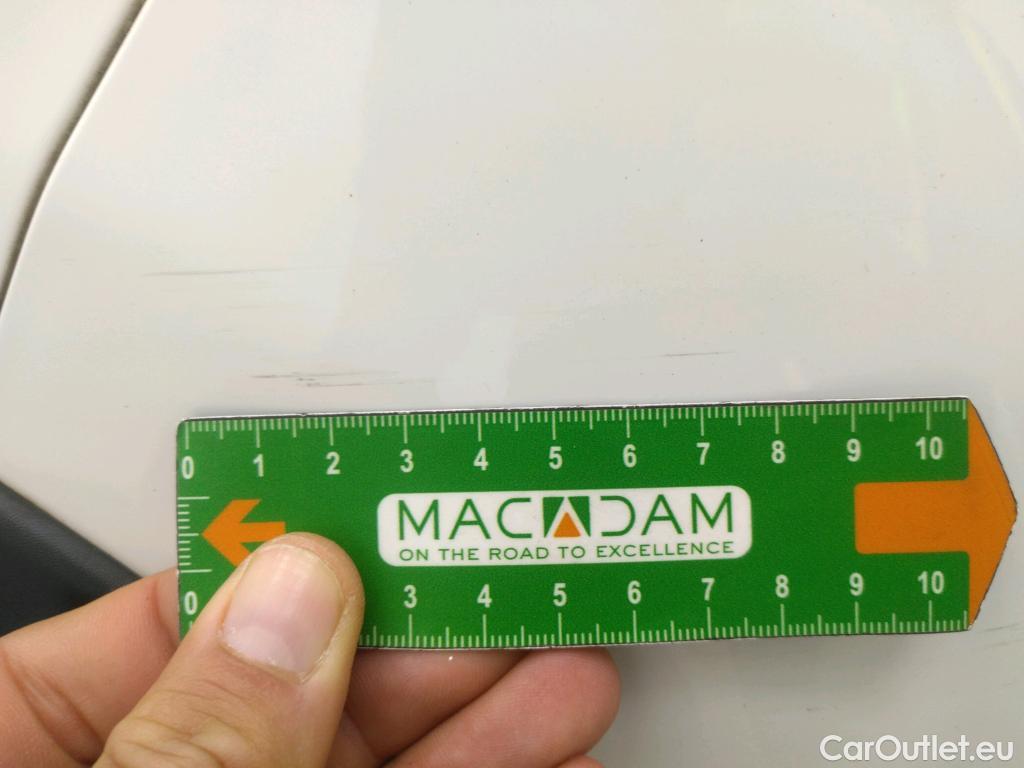 0 1 2 3 4 5 6 7 8 9 10
MACADAM
ON THE ROAD TO EXCELLENCE
0 3 4 5 6 7 8 9 10
CarOutlet.eu